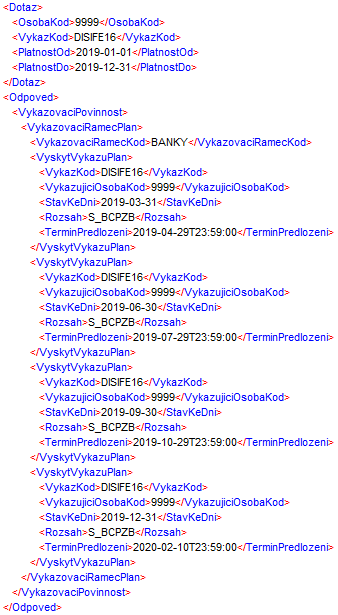 <Dotaz>
<OsobaKod>9999</OsobaKod>
<VykazKod>DISIFE16</VykazKod>
<PlatnostOd>2019-01-01</PlatnostOd>
<PlatnostDo>2019-12-31</PlatnostDo>
</Dotaz>
<Odpoved>
<VykazovaciPovinnost>
<VykazovaciRamecPlan>
<VykazovaciRamecKod>BANKY</VykazovaciRamecKod>
<VyskytVykazuPlan>
<VykazKod>DISIFE16</VykazKod>
<VykazujiciOsobaKod>9999</VykazujiciOsobaKod>
<StavKeDni>2019-03-31</StavKeDni>
<Rozsah>S_BCPZB</Rozsah>
<TerminPredlozeni>2019-04-29T23:59:00</TerminPredlozeni>
</VyskytVykazuPlan>
<VyskytVykazuPlan>
<VykazKod>DISIFE16</VykazKod>
<VykazujiciOsobaKod>9999</VykazujiciOsobaKod>
<StavKeDni>2019-06-30</StavKeDni>
<Rozsah>S_BCPZB</Rozsah>
<TerminPredlozeni>2019-07-29T23:59:00</TerminPredlozeni>
</VyskytVykazuPlan>
<VyskytVykazuPlan>
<VykazKod>DISIFE16</VykazKod>
<VykazujiciOsobaKod>9999</VykazujiciOsobaKod>
<StavKeDni>2019-09-30</StavKeDni>
<Rozsah>S_BCPZB</Rozsah>
<TerminPredlozeni>2019-10-29T23:59:00</TerminPredlozeni>
</VyskytVykazuPlan>
<VyskytVykazuPlan>
<VykazKod>DISIFE16</VykazKod>
<VykazujiciOsobaKod>9999</VykazujiciOsobaKod>
<StavKeDni>2019-12-31</StavKeDni>
<Rozsah>S_BCPZB</Rozsah>
<TerminPredlozeni>2020-02-10T23:59:00</TerminPredlozeni>
</VyskytVykazuPlan>
</VykazovaciRamecPlan>
</VykazovaciPovinnost>
</Odpoved>